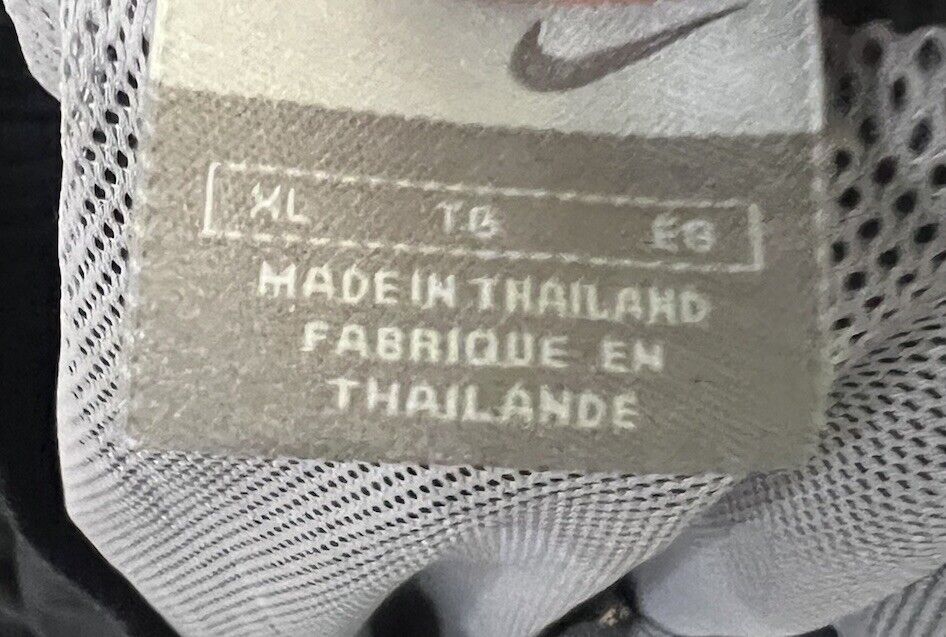 XL TG EG
MADE IN THAILAND
FABRIQUE EN
THAILANDE